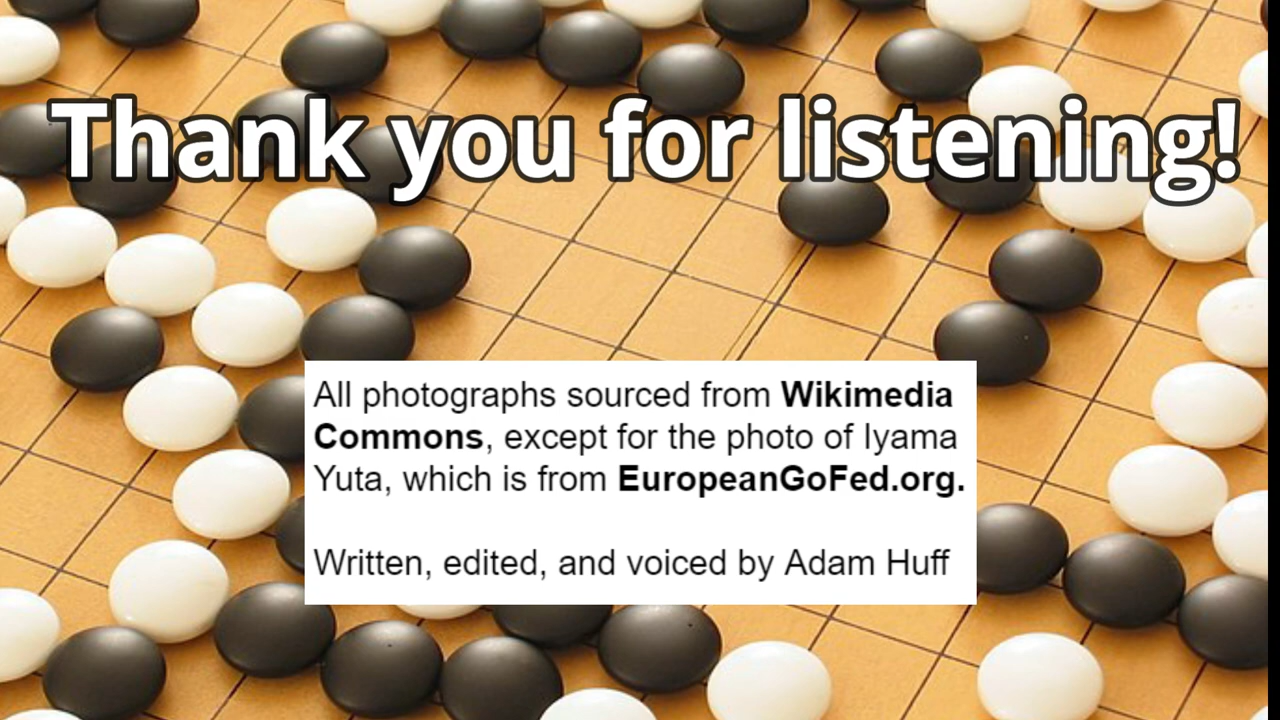 Thank you for listening!
All photographs sourced from Wikimedia
Commons, except for the photo of Iyama
Yuta, which is from EuropeanGoFed.org.
Written, edited, and voiced by Adam Huff